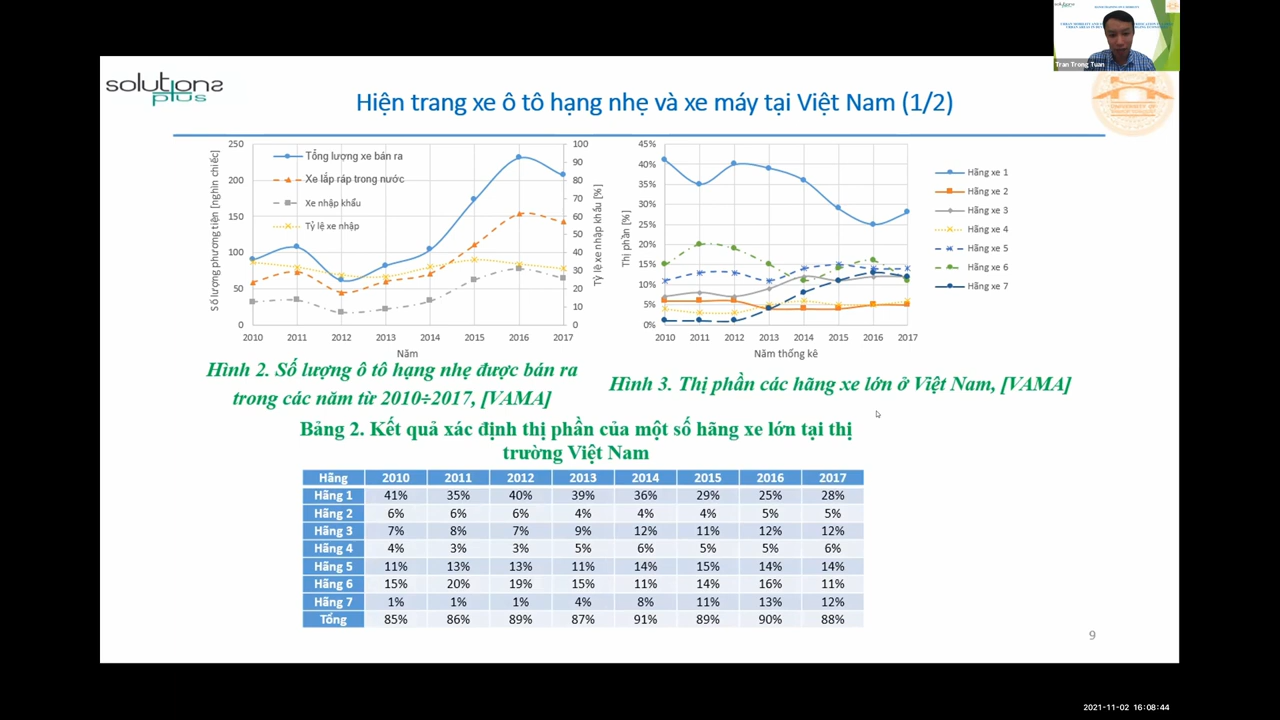 solutions
plus
Tran Trong Tuan
Hiện trang xe ô tô hạng nhẹ và xe máy tại Việt Nam (1/2)
Số lượng phương tiện [nghìn chiếc]
250
200
150
100
50
0
Tổng lượng xe bán ra
Xe lắp ráp trong nước
Xe nhập khẩu
Tỷ lệ xe nhập
100
90
80
70
60
50
40
30
20
10
0
Tỷ lệ xe nhập khẩu [%]
2010 2011 2012 2013 2014 2015 2016 2017
Năm
Thị phần [%]
45%
40%
35%
30%
25%
20%
15%
10%
5%
0%
2010 2011 2012 2013 2014 2015 2016 2017
Năm thống kê
Hãng xe 1
Hãng xe 2
Hãng xe 3
Hãng xe 4
Hãng xe 5
Hãng xe 6
Hãng xe 7
Hình 2. Số lượng ô tô hạng nhẹ được bán ra
trong các năm từ 2010÷2017, [VAMA]
Hình 3. Thị phần các hãng xe lớn ở Việt Nam, [VAMA]
Bảng 2. Kết quả xác định thị phần của một số hãng xe lớn tại thị
trường Việt Nam
Hãng 2010 2011 2012 2013 2014 2015 2016 2017
Hãng 1 41% 35% 40% 39% 36% 29% 25% 28%
Hãng 2 6% 6% 6% 4% 4% 4% 5% 5%
Hãng 3 7% 8% 7% 9% 12% 11% 12% 12%
Hãng 4 4% 3% 3% 5% 6% 5% 5% 6%
Hãng 5 11% 13% 13% 11% 14% 15% 14% 14%
Hãng 6 15% 20% 19% 15% 11% 14% 16% 11%
Hãng 7 1% 1% 1% 4% 8% 11% 13% 12%
Tổng 85% 86% 89% 87% 91% 89% 90% 88%
9
2021-11-02 16:08:44